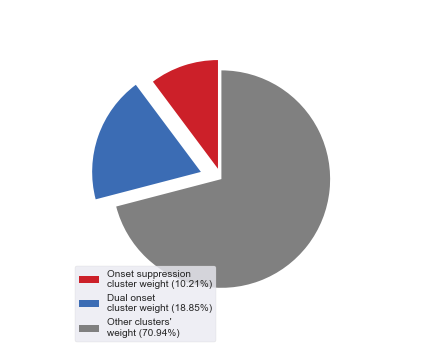 Onset suppression
cluster weight (10.21%)
Dual onset
cluster weight (18.85%)
Other clusters'
weight (70.94%)